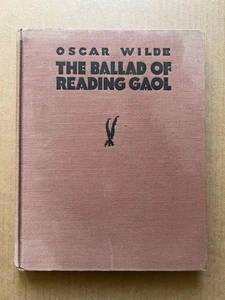 OSCAR WILDE
THE BALLAD OF
READING GAOL